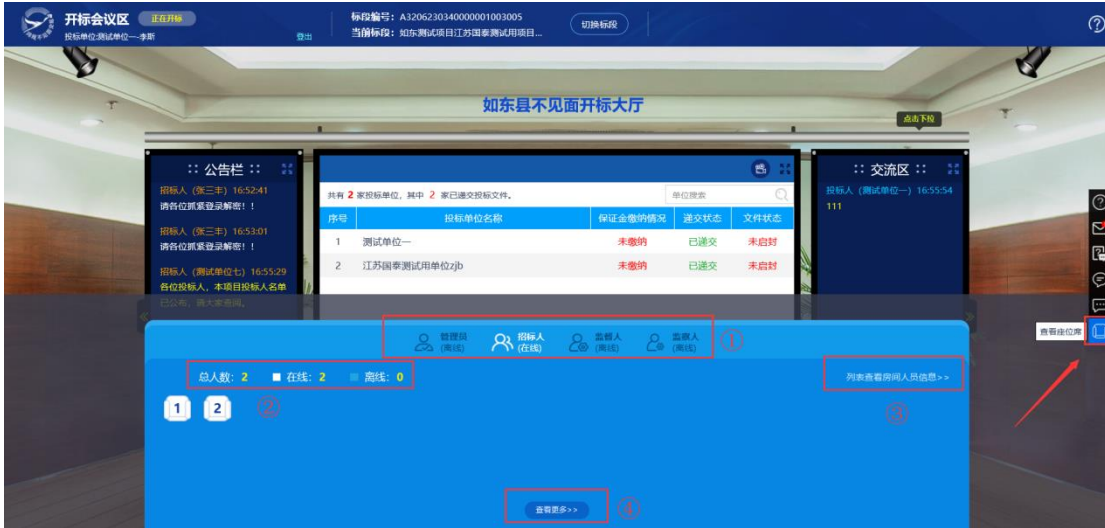 开标会议区 正在开标
投标单位:测试单位一-李斯
登出
标段编号：A3206230340000001003005
当前标段：如东测试项目江苏国泰测试用项目...
切换标段
如东县不见面开标大厅
点击下拉
:: 公告栏 ::
招标人（张三丰）16:52:41
请各位抓紧登录解密！！
招标人（张三丰）16:53:01
请各位抓紧登录解密！！
招标人（测试单位七）16:55:29
各位投标人，本项目投标人名单
已公布，请大家查阅。
共有 2 家投标单位，其中 2 家已递交投标文件。
单位搜索
序号 投标单位名称 保证金缴纳情况 递交状态 文件状态
1 测试单位一 未缴纳 已递交 未启封
2 江苏国泰测试用单位zjb 未缴纳 已递交 未启封
:: 交流区 ::
投标人（测试单位一）16:55:54
111
查看座位席
管理员
(离线)
招标人
(在线)
监督人
(离线)
监察人
(离线)
①
总人数：2 在线：2 离线：0
列表查看房间人员信息>>
1 2
②
③
查看更多>>
④